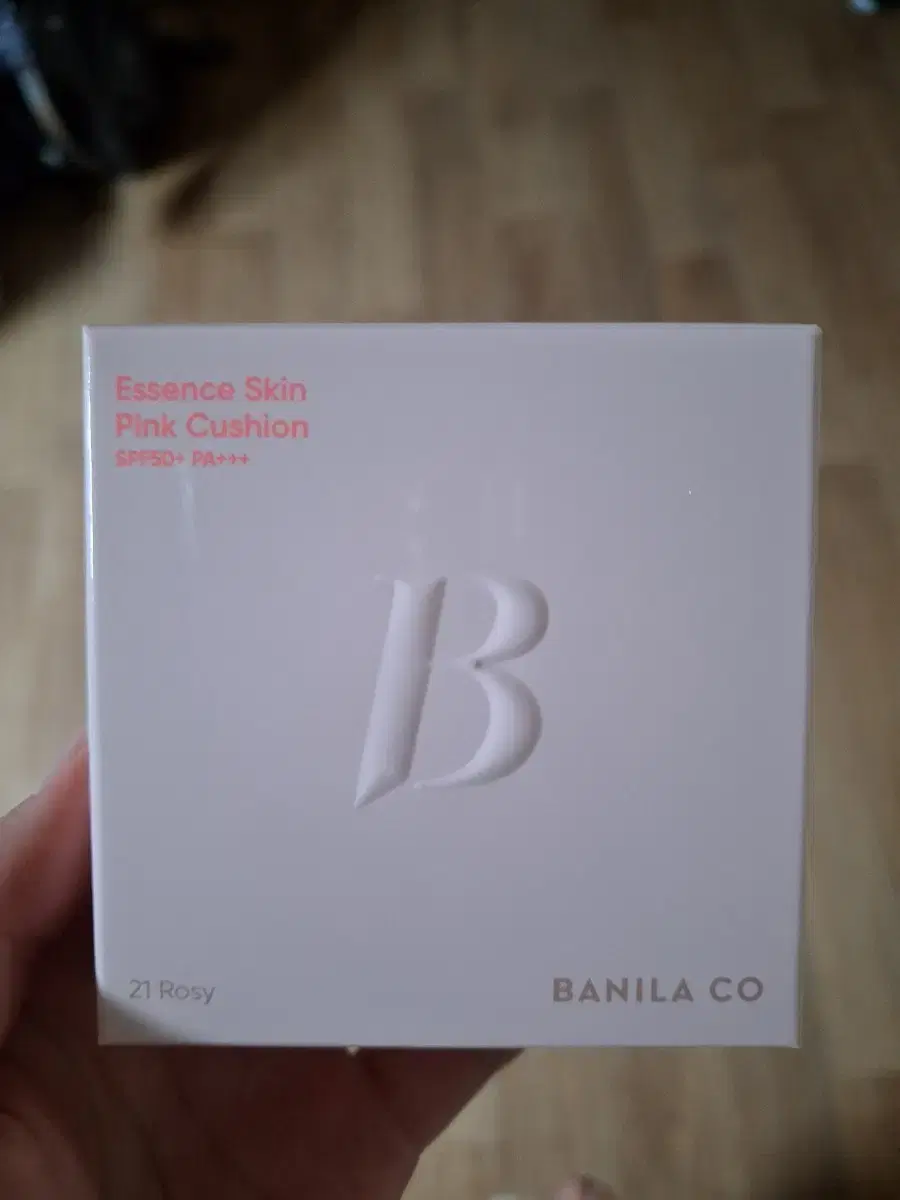 Essence Skin
Pink Cushion
SPF50+ PA+++
B
21 Rosy
BANILA CO